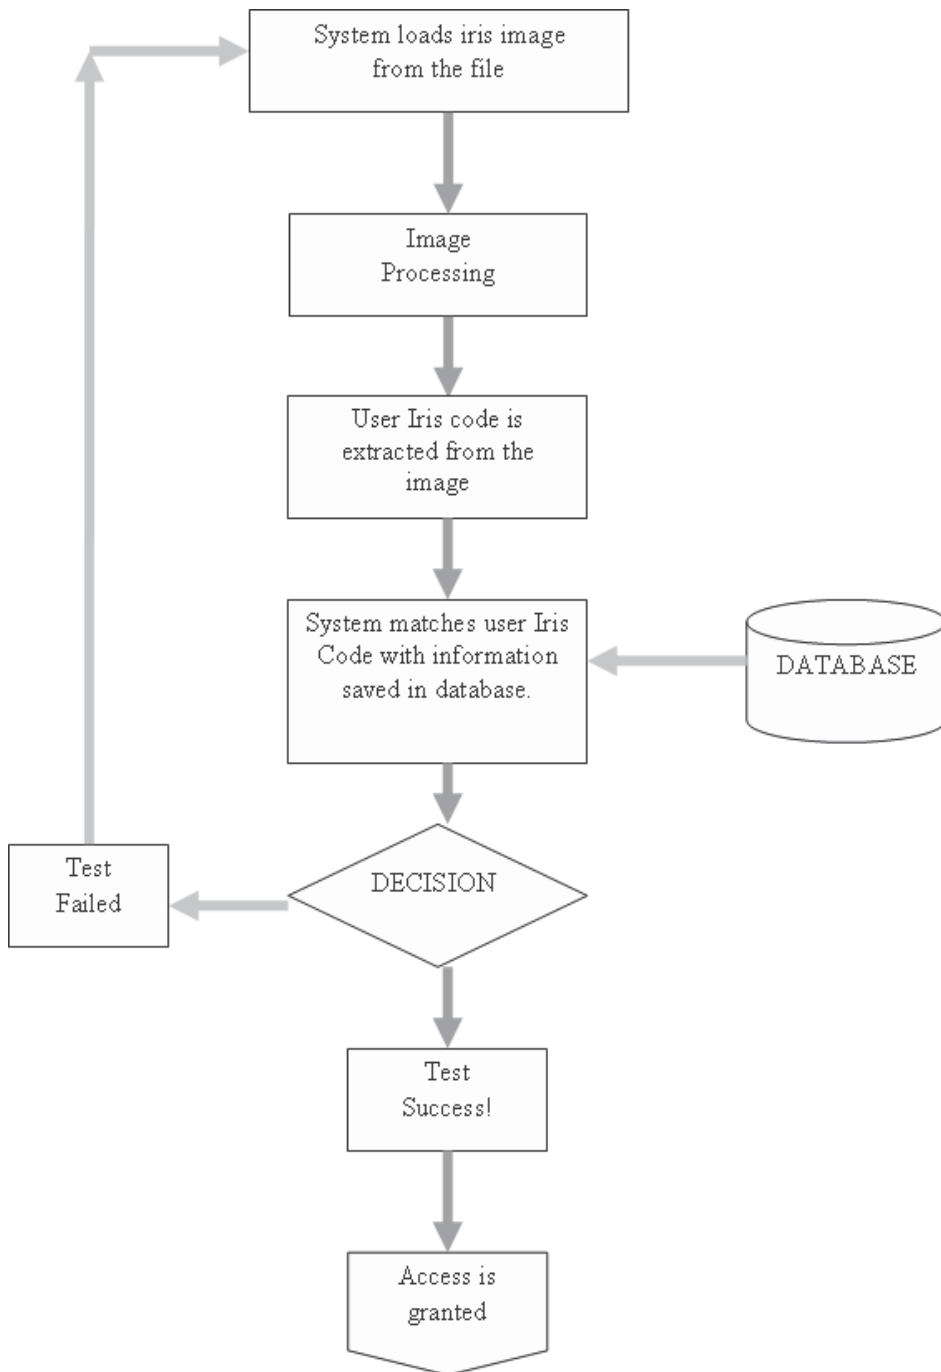 System loads iris image
from the file
Image
Processing
User Iris code is
extracted from the
image
System matches user Iris
Code with information
saved in database.
DATABASE
DECISION
Test
Failed
Test
Success!
Access is
granted